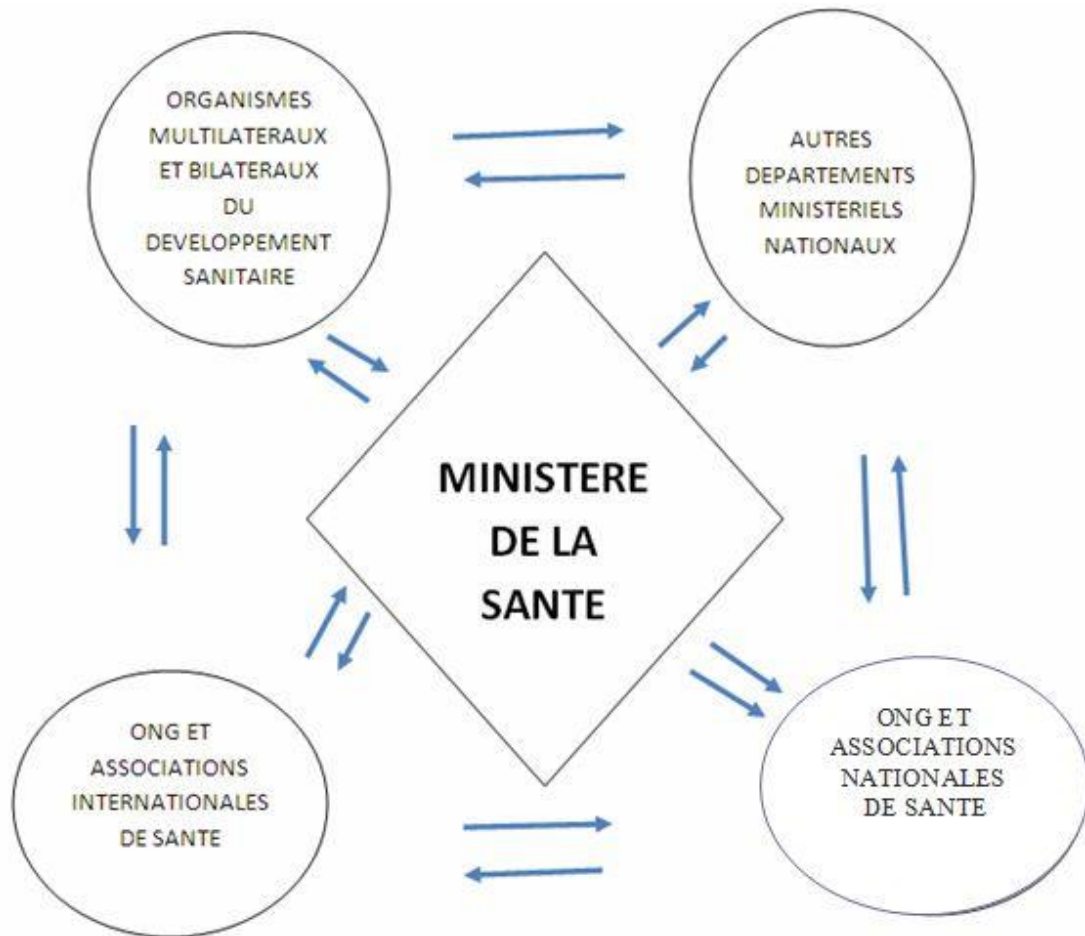 ORGANISMES
MULTILATERAUX
ET BILATERAUX
DU
DEVELOPPEMENT
SANITAIRE
AUTRES
DEPARTEMENTS
MINISTERIELS
NATIONAUX
MINISTERE
DE LA
SANTE
ONG ET
ASSOCIATIONS
INTERNATIONALES
DE SANTE
ONG ET
ASSOCIATIONS
NATIONALES
DE SANTE